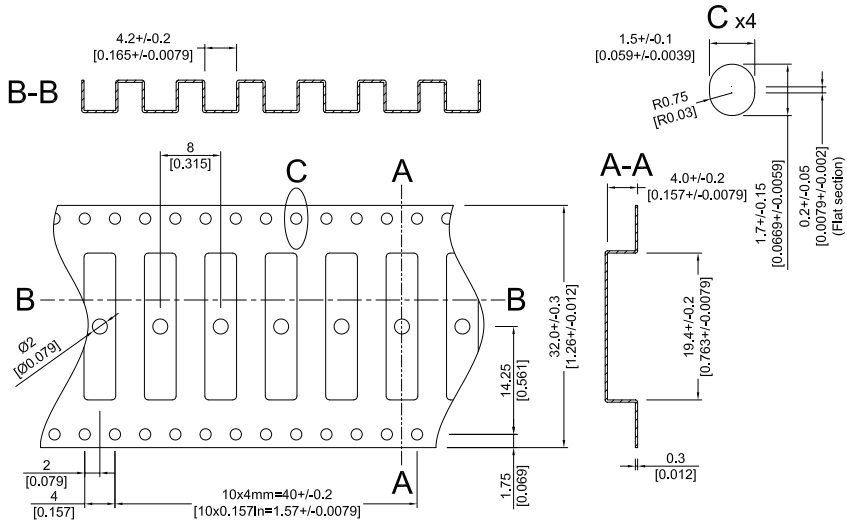 4.2+/-0.2
[0.165+/-0.0079]
B-B
8
[0.315]
C
A
B
B
Ø2
[Ø0.079]
32.0+/-0.3
[1.26+/-0.012]
14.25
[0.561]
1.75
[0.069]
2
[0.079]
4
[0.157]
10x4mm=40+/-0.2
[10x0.157In=1.57+/-0.0079]
A
C x4
1.5+/-0.1
[0.059+/-0.0039]
R0.75
[R0.03]
1.7+/-0.15
[0.0669+/-0.0059]
0.2+/-0.05
[0.0079+/-0.002]
(Flat section)
A-A
4.0+/-0.2
[0.157+/-0.0079]
19.4+/-0.2
[0.763+/-0.0079]
0.3
[0.012]